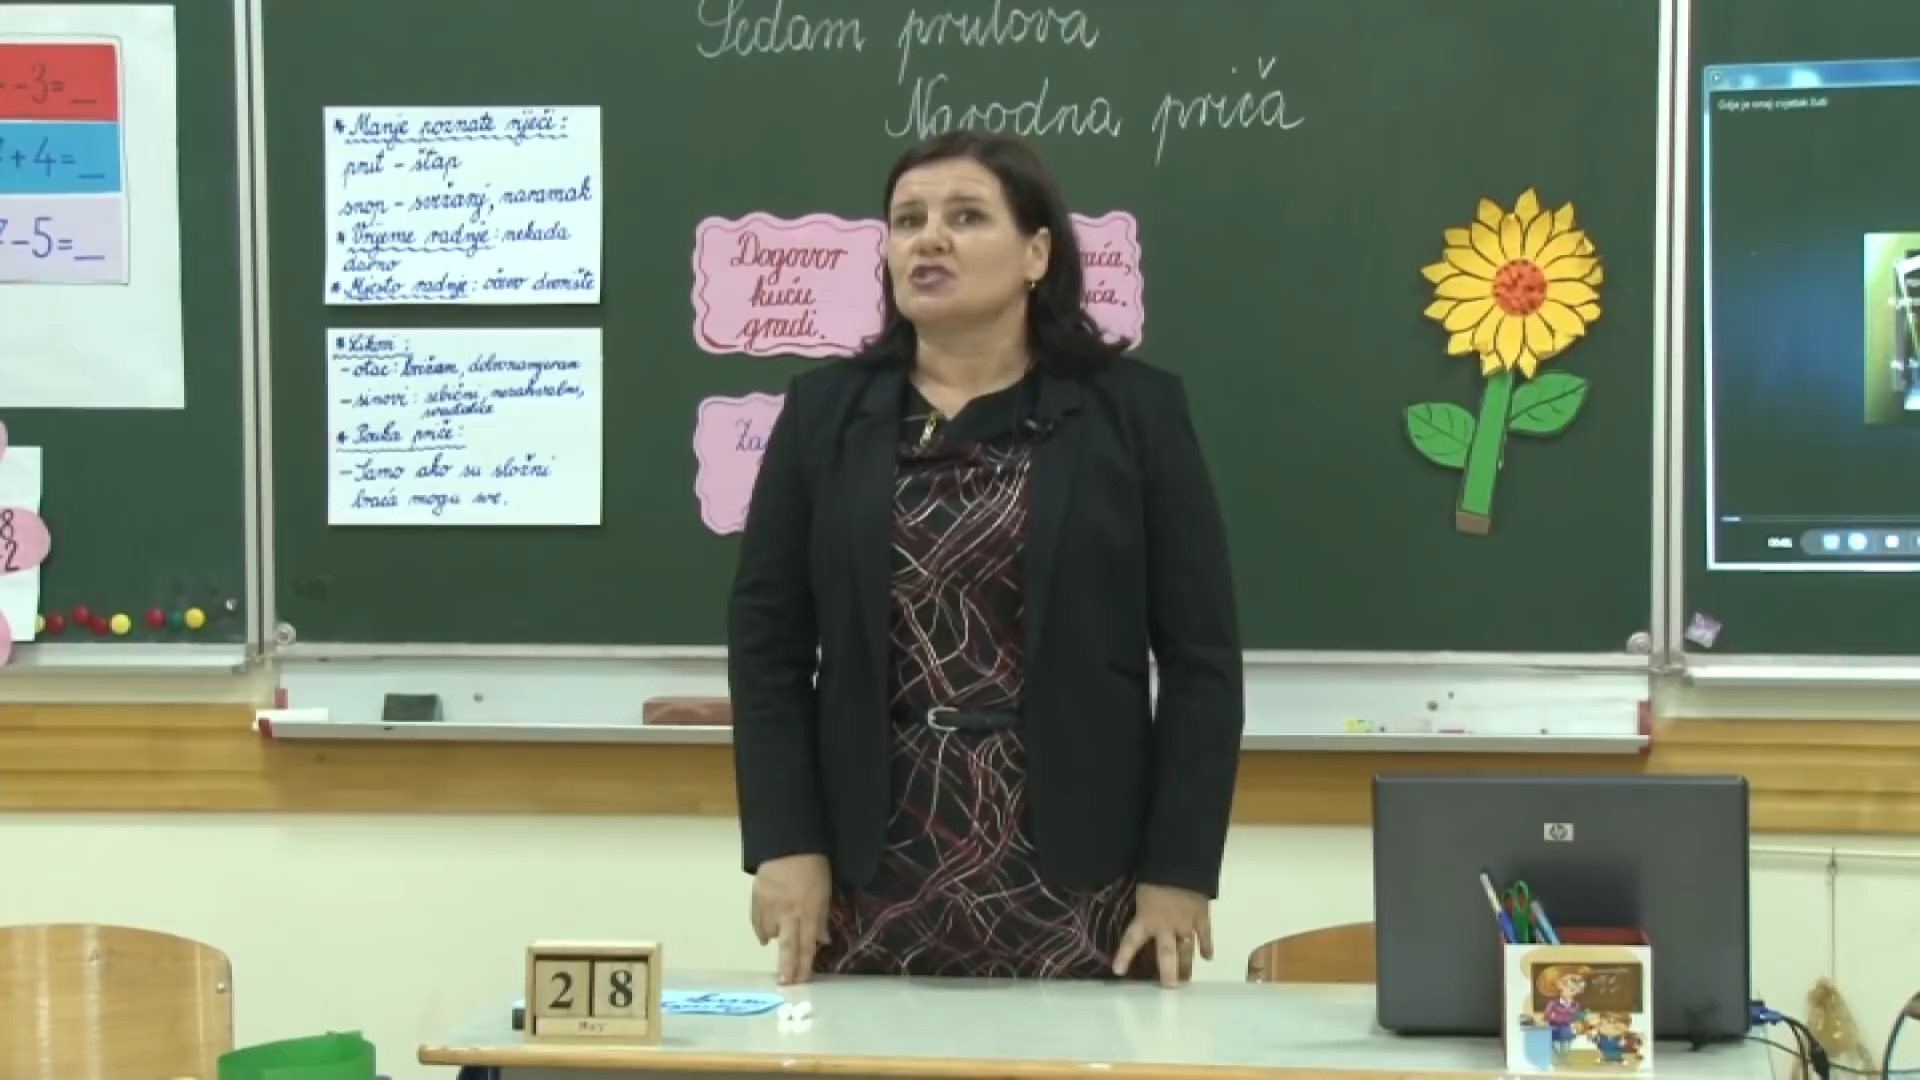 Sedam prutova
Narodna priča
* Manje poznate riječi:
prut - štap
snop - svežanj, naramak
* Vrijeme radnje: nekada
davno
* Mjesto radnje: očevo dvorište
* Likovi:
- otac: brižan, dobronamjeran
- sinovi: sebični, nezahvalni,
svadljivi
* Pouka priče:
- Samo ako su složni
braća mogu sve.
Dogovor
kuću
gradi.
-3=_
+4=_
-5=_
8
2
28
May
hp